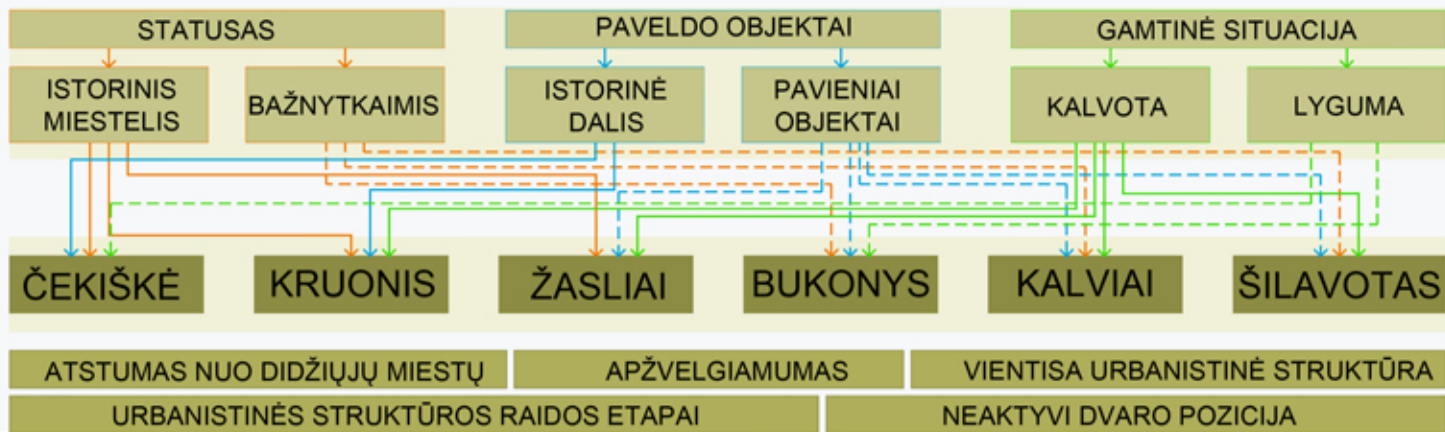 STATUSAS
PAVELDO OBJEKTAI
GAMTINĖ SITUACIJA
ISTORINIS
MIESTELIS
BAŽNYTKAIMIS
ISTORINĖ
DALIS
PAVIENIAI
OBJEKTAI
KALVOTA
LYGUMA
ČEKIŠKĖ
KRUONIS
ŽASLIAI
BUKONYS
KALVIAI
ŠILAVOTAS
ATSTUMAS NUO DIDŽIŲJŲ MIESTŲ
APŽVELGIAMUMAS
VIENTISA URBANISTINĖ STRUKTŪRA
URBANISTINĖS STRUKTŪROS RAIDOS ETAPAI
NEAKTYVI DVARO POZICIJA